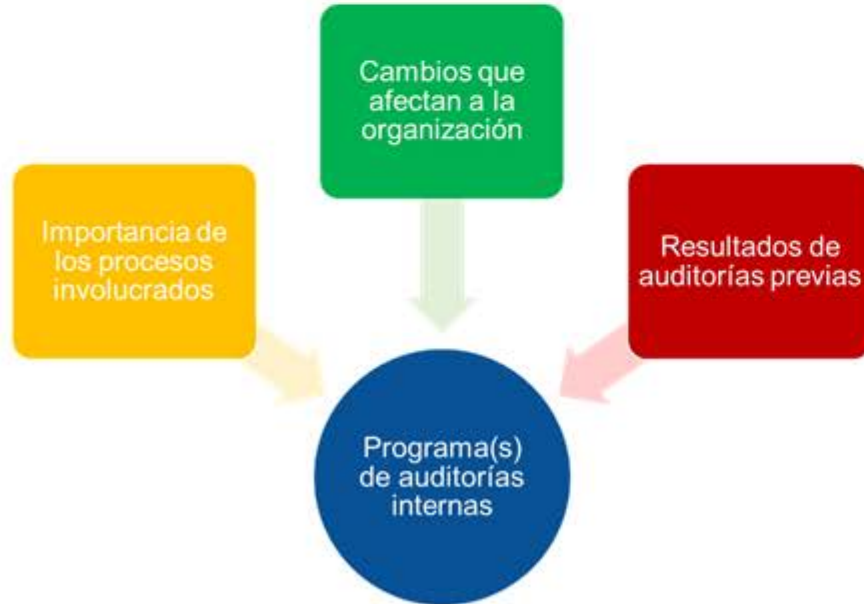 Cambios que
afectan a la
organización
Importancia de
los procesos
involucrados
Resultados de
auditorías previas
Programa(s)
de auditorías
internas